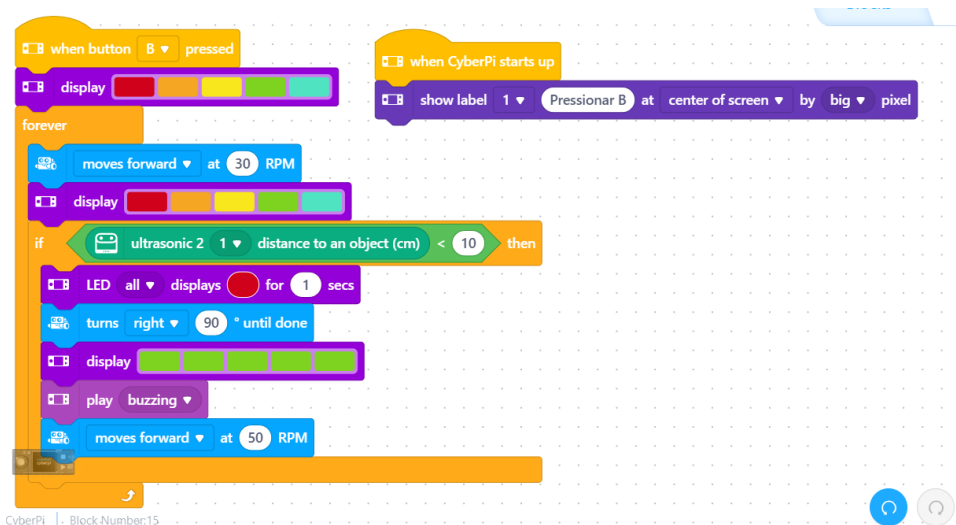 when button B ▼ pressed
display
forever
moves forward ▼ at 30 RPM
display
if ultrasonic 2 1 ▼ distance to an object (cm) < 10 then
LED all ▼ displays for 1 secs
turns right ▼ 90 ° until done
display
play buzzing ▼
moves forward ▼ at 50 RPM
when CyberPi starts up
show label 1 ▼ Pressionar B at center of screen ▼ by big ▼ pixel
CyberPi Block Number:15